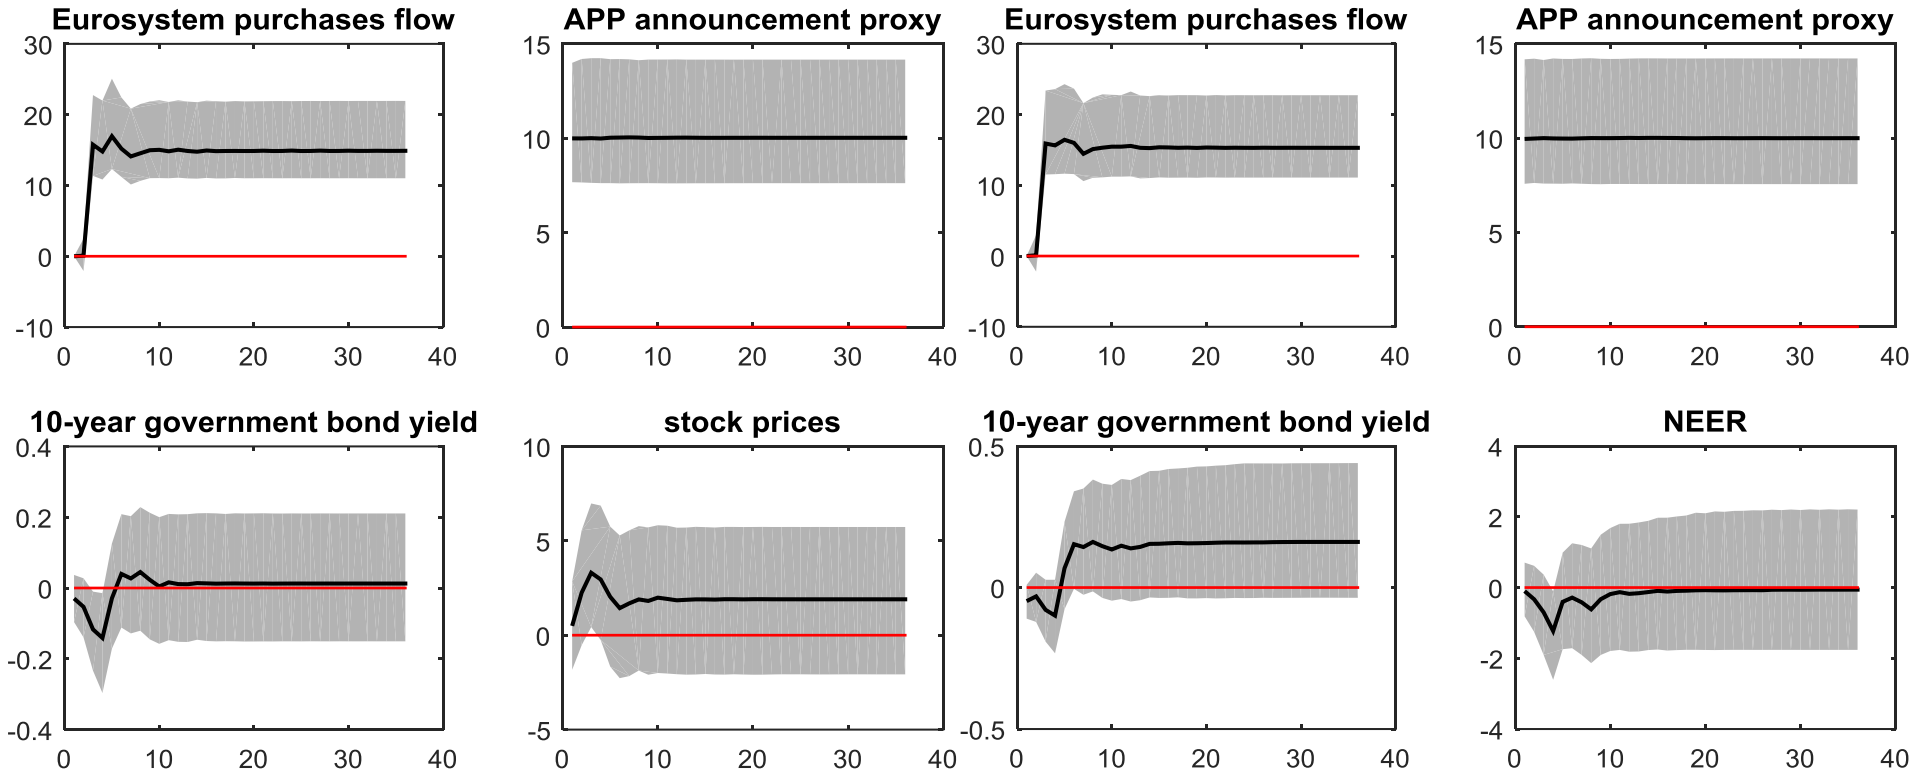 Eurosystem purchases flow
30
20
10
0
-10
0 10 20 30 40
APP announcement proxy
15
10
5
0
0 10 20 30 40
Eurosystem purchases flow
30
20
10
0
-10
0 10 20 30 40
APP announcement proxy
15
10
5
0
0 10 20 30 40
10-year government bond yield
0.4
0.2
0
-0.2
-0.4
0 10 20 30 40
stock prices
10
5
0
-5
0 10 20 30 40
10-year government bond yield
0.5
0
-0.5
0 10 20 30 40
NEER
4
2
0
-2
-4
0 10 20 30 40